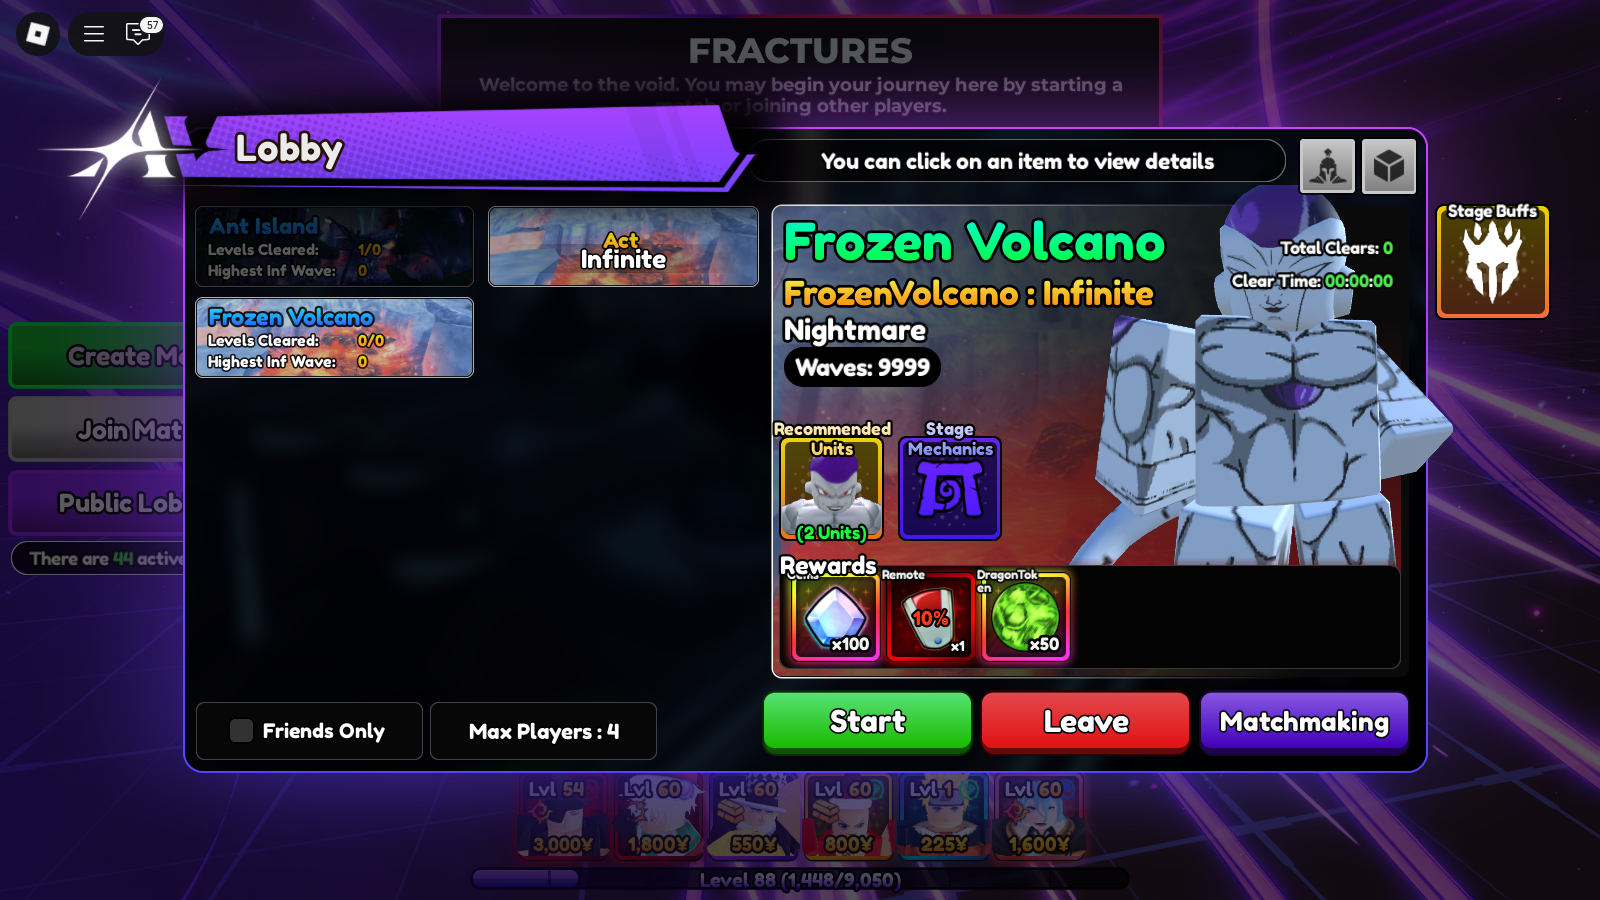 57
FRACTURES
Welcome to the void. You may begin your journey here by starting a
or joining other players.
Lobby
You can click on an item to view details
Ant Island
Levels Cleared: 1/0
Highest Inf Wave: 0
Act
Infinite
Frozen Volcano
Levels Cleared: 0/0
Highest Inf Wave: 0
Frozen Volcano
Total Clears: 0
Clear Time: 00:00:00
FrozenVolcano : Infinite
Nightmare
Waves: 9999
Stage Buffs
Recommended
Units
(2 Units)
Stage
Mechanics
Rewards
x100
Remote
10%
x1
DragonTok
en
x50
Create M
Join Mat
Public Lob
There are 44 active
Friends Only
Max Players : 4
Start
Leave
Matchmaking
Lvl 54
3,000¥
Lvl 60
1,800¥
Lvl 60
550¥
Lvl 60
800¥
Lvl 1
225¥
Lvl 60
1,600¥
Level 88 (1,448/9,050)